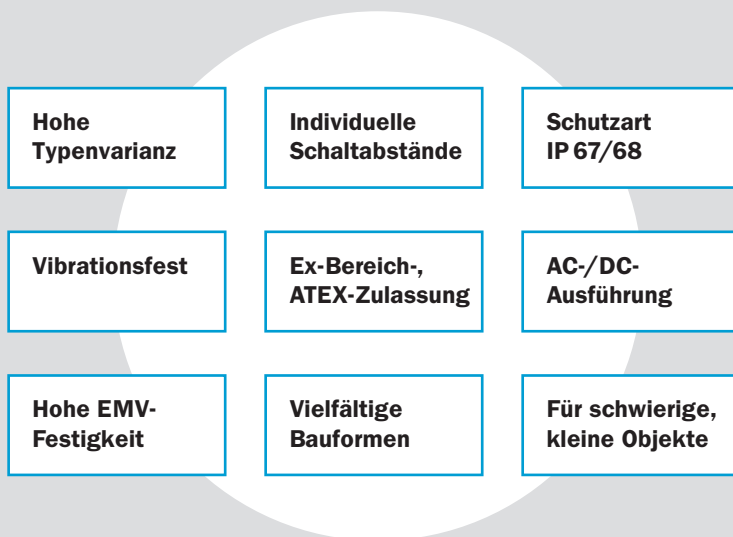 Hohe
Typenvarianz
Individuelle
Schaltabstände
Schutzart
IP 67/68
Vibrationsfest
Ex-Bereich-,
ATEX-Zulassung
AC-/DC-
Ausführung
Hohe EMV-
Festigkeit
Vielfältige
Bauformen
Für schwierige,
kleine Objekte